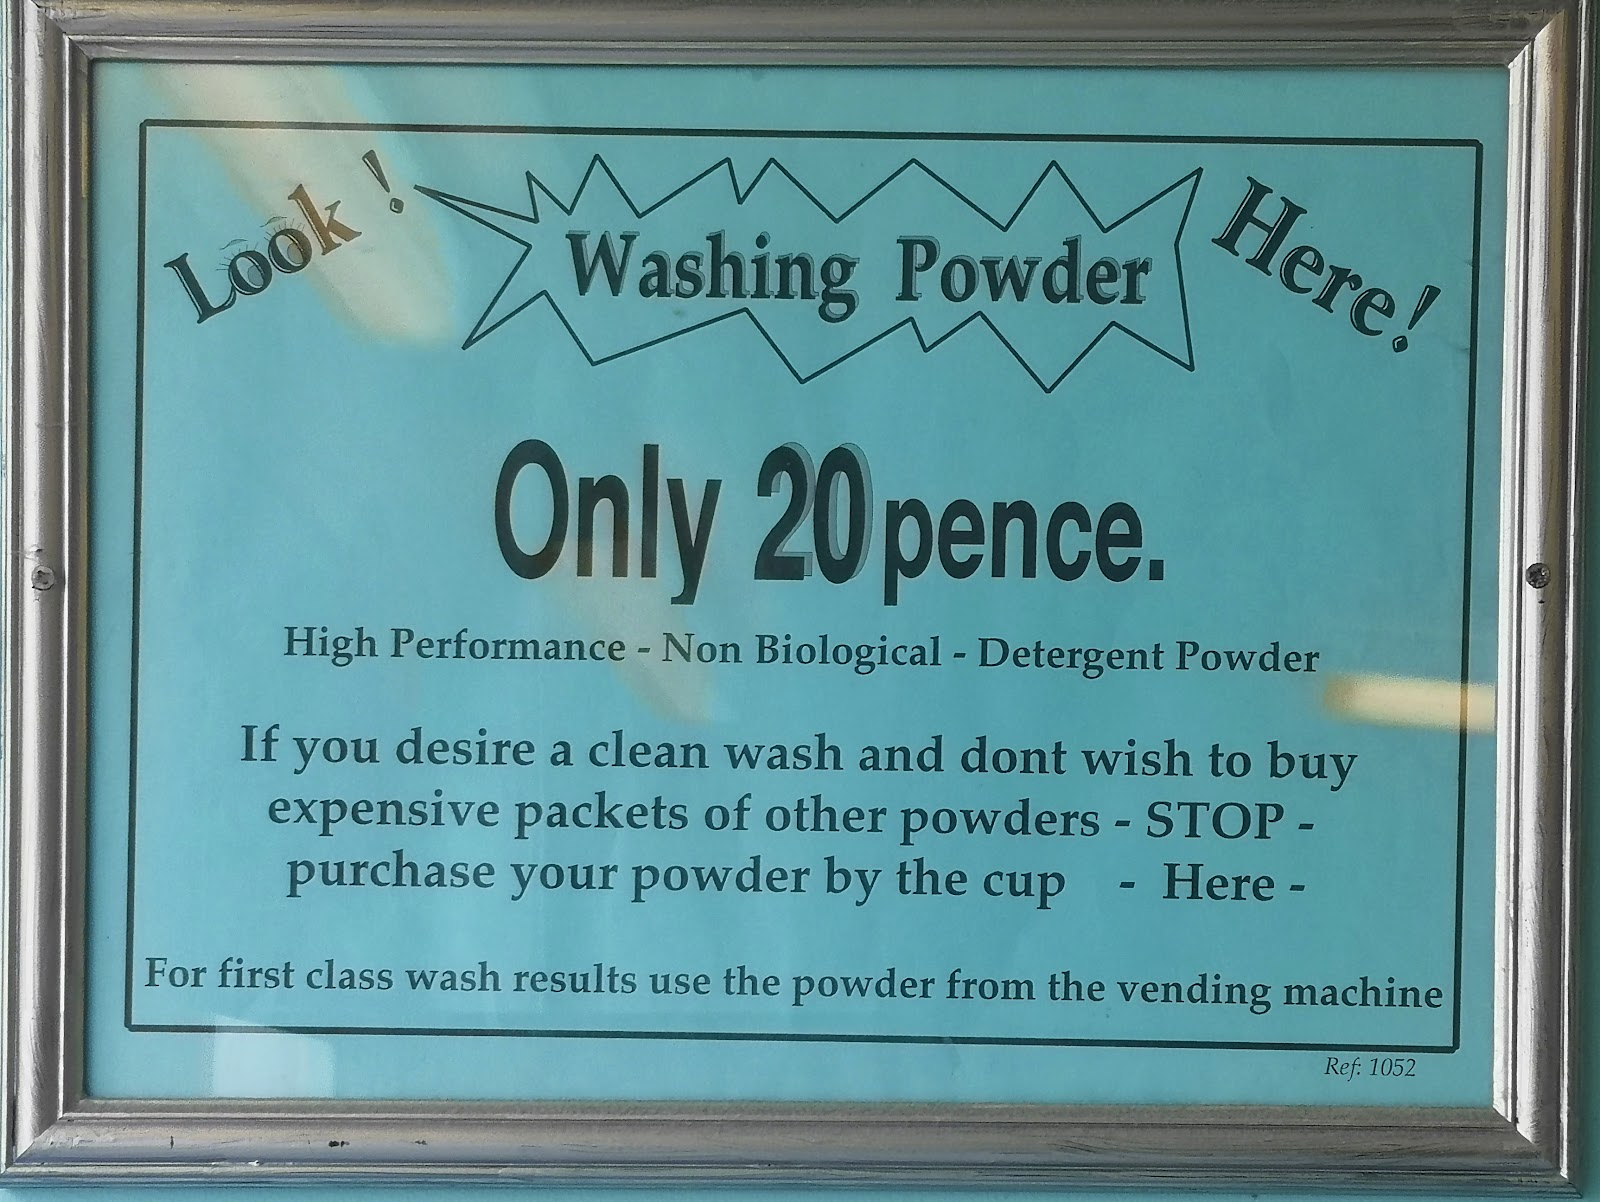 Look !
Washing Powder
Here!
Only 20 pence.
High Performance - Non Biological - Detergent Powder
If you desire a clean wash and dont wish to buy
expensive packets of other powders - STOP -
purchase your powder by the cup - Here -
For first class wash results use the powder from the vending machine
Ref: 1052